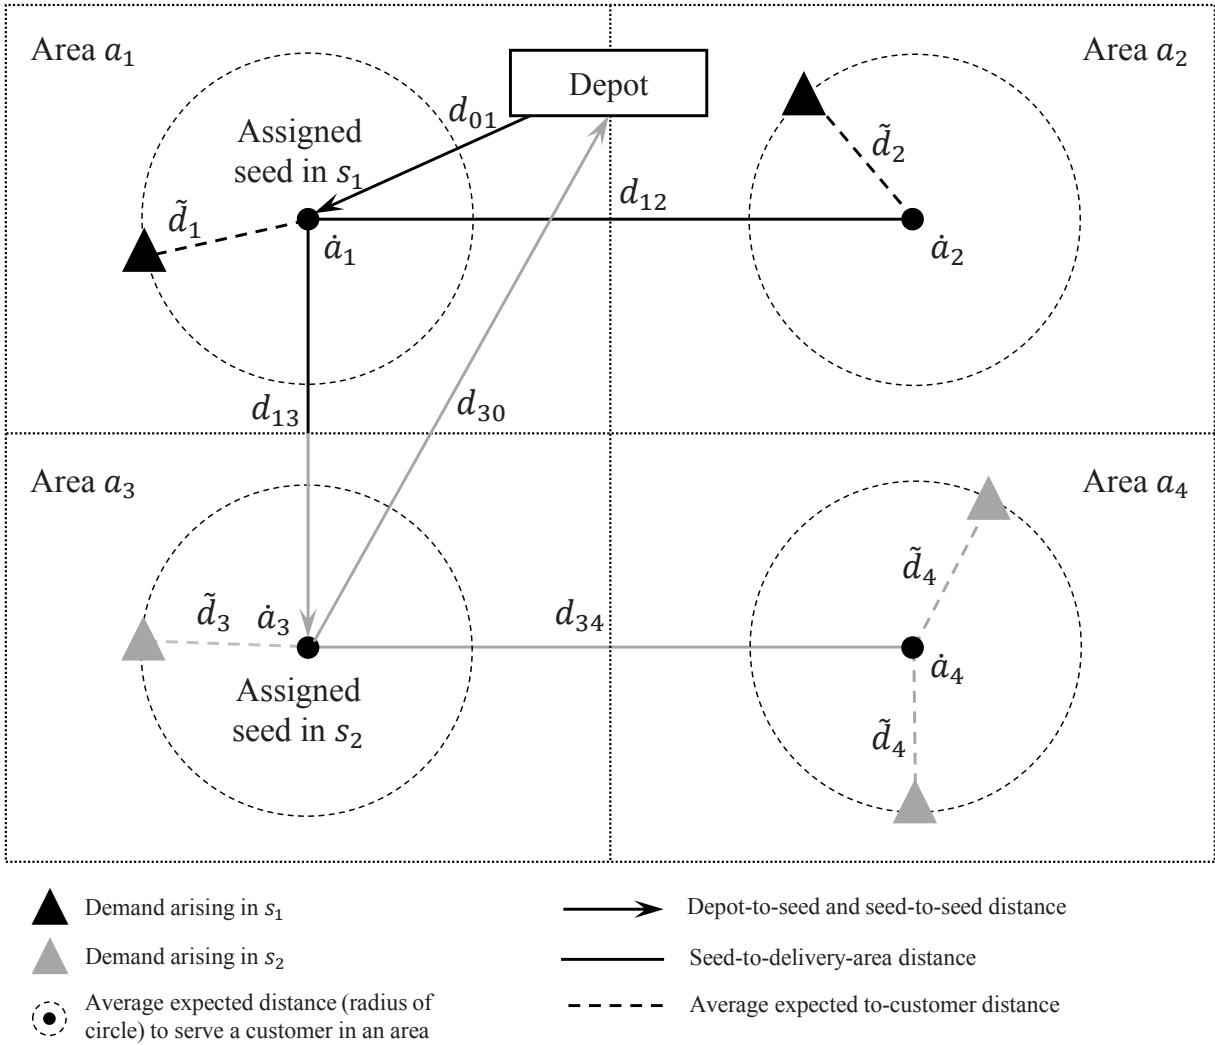 Area a₁
Area a₂
Depot
d₀₁
Assigned
seed in s₁
d̃₂
d₁₂
d̃₁
ȧ₁
ȧ₂
d₁₃
d₃₀
Area a₃
Area a₄
d̃₄
d̃₃
ȧ₃
d₃₄
ȧ₄
Assigned
seed in s₂
d̃₄
Demand arising in s₁
Depot-to-seed and seed-to-seed distance
Demand arising in s₂
Seed-to-delivery-area distance
Average expected distance (radius of
circle) to serve a customer in an area
Average expected to-customer distance